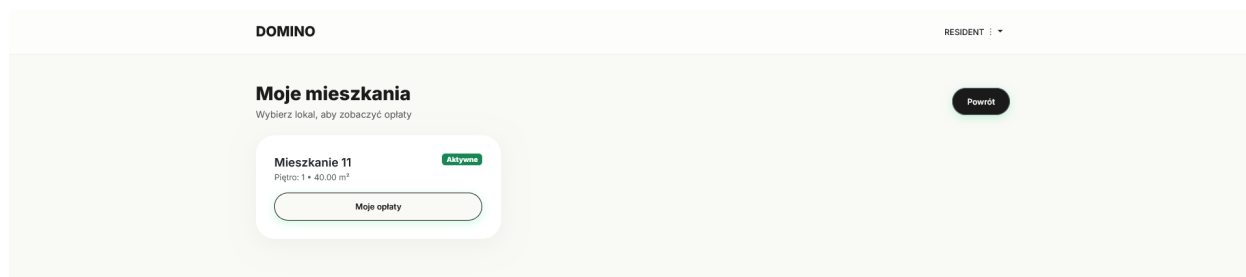 DOMINO
RESIDENT ⋮
Moje mieszkania
Wybierz lokal, aby zobaczyć opłaty
Powrót
Mieszkanie 11
Aktywne
Piętro: 1 • 40.00 m²
Moje opłaty